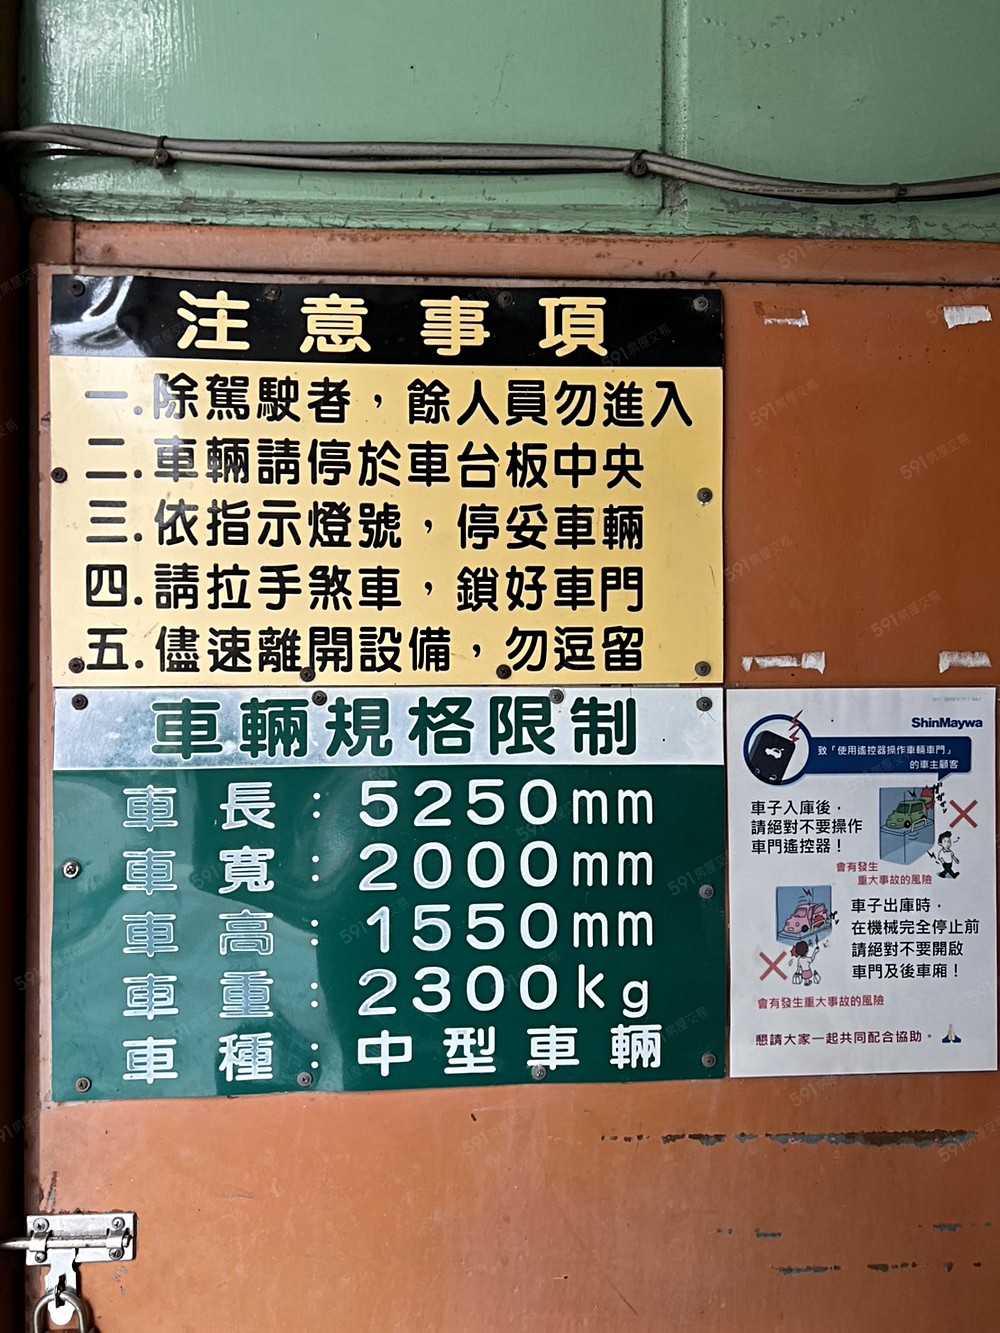 注意事項
一.除駕駛者，餘人員勿進入
二.車輛請停於車台板中央
三.依指示燈號，停妥車輛
四.請拉手煞車，鎖好車門
五.儘速離開設備，勿逗留
車輛規格限制
車長：5250mm
車寬：2000mm
車高：1550mm
車重：2300kg
車種：中型車輛
ShinMaywa
致「使用遙控器操作車輛車門」
的車主顧客
車子入庫後，
請絕對不要操作
車門遙控器！
會有發生
重大事故的風險
車子出庫時，
在機械完全停止前
請絕對不要開啟
車門及後車廂！
會有發生重大事故的風險
懇請大家一起共同配合協助。
591房屋交易